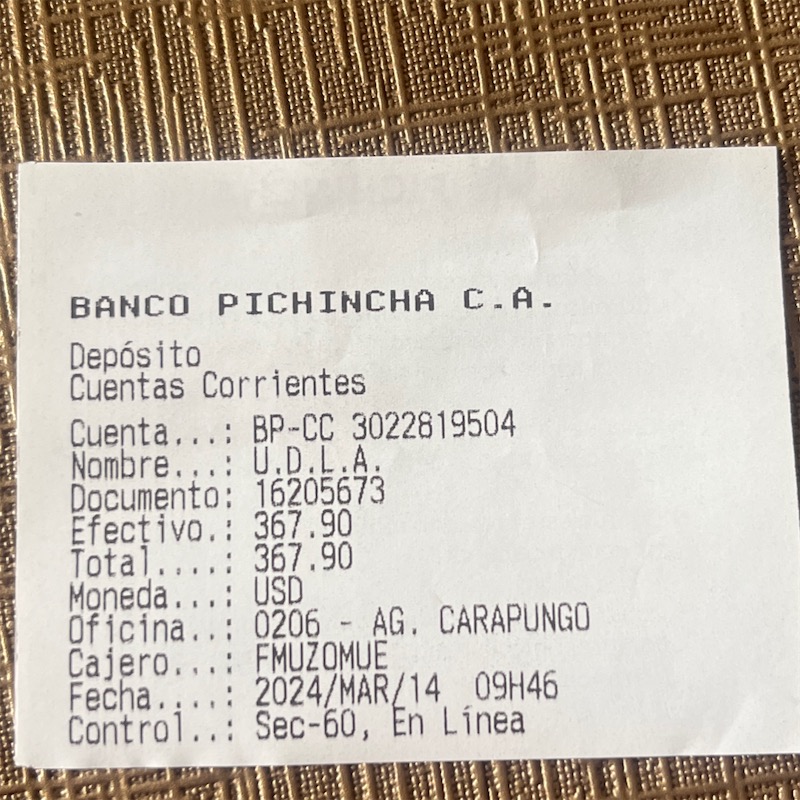 BANCO PICHINCHA C.A.
Depósito
Cuentas Corrientes
Cuenta...: BP-CC 3022819504
Nombre...: U.D.L.A.
Documento: 16205673
Efectivo.: 367.90
Total....: 367.90
Moneda...: USD
Oficina..: 0206 - AG. CARAPUNGO
Cajero...: FMUZOMUE
Fecha....: 2024/MAR/14  09H46
Control..: Sec-60, En Línea